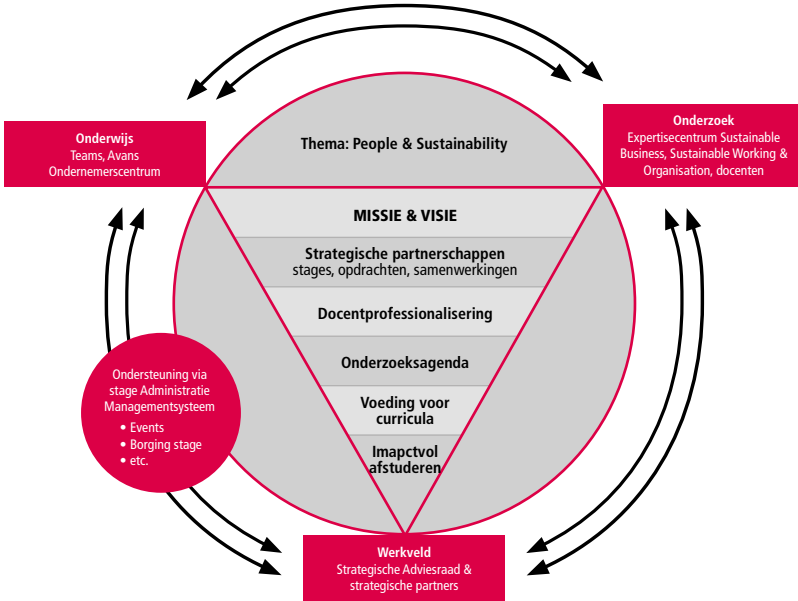 Onderwijs
Teams, Avans
Ondernemerscentrum
Thema: People & Sustainability
Onderzoek
Expertisecentrum Sustainable
Business, Sustainable Working &
Organisation, docenten
MISSIE & VISIE
Strategische partnerschappen
stages, opdrachten, samenwerkingen
Docentprofessionalisering
Onderzoeksagenda
Voeding voor
curricula
Imapctvol
afstuderen
Ondersteuning via
stage Administratie
Managementsysteem
• Events
• Borging stage
• etc.
Werkveld
Strategische Adviesraad &
strategische partners